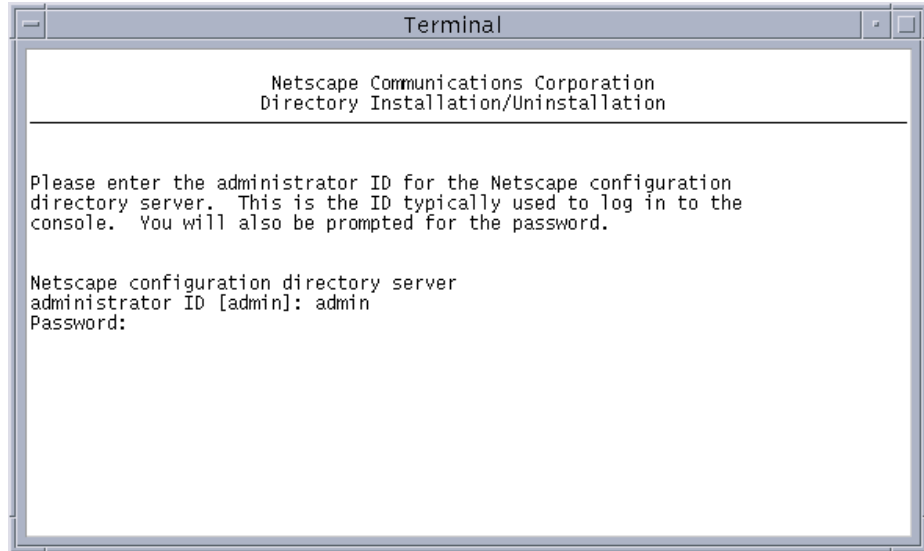 Terminal
Netscape Communications Corporation
Directory Installation/Uninstallation
Please enter the administrator ID for the Netscape configuration
directory server.  This is the ID typically used to log in to the
console.  You will also be prompted for the password.
Netscape configuration directory server
administrator ID [admin]: admin
Password: